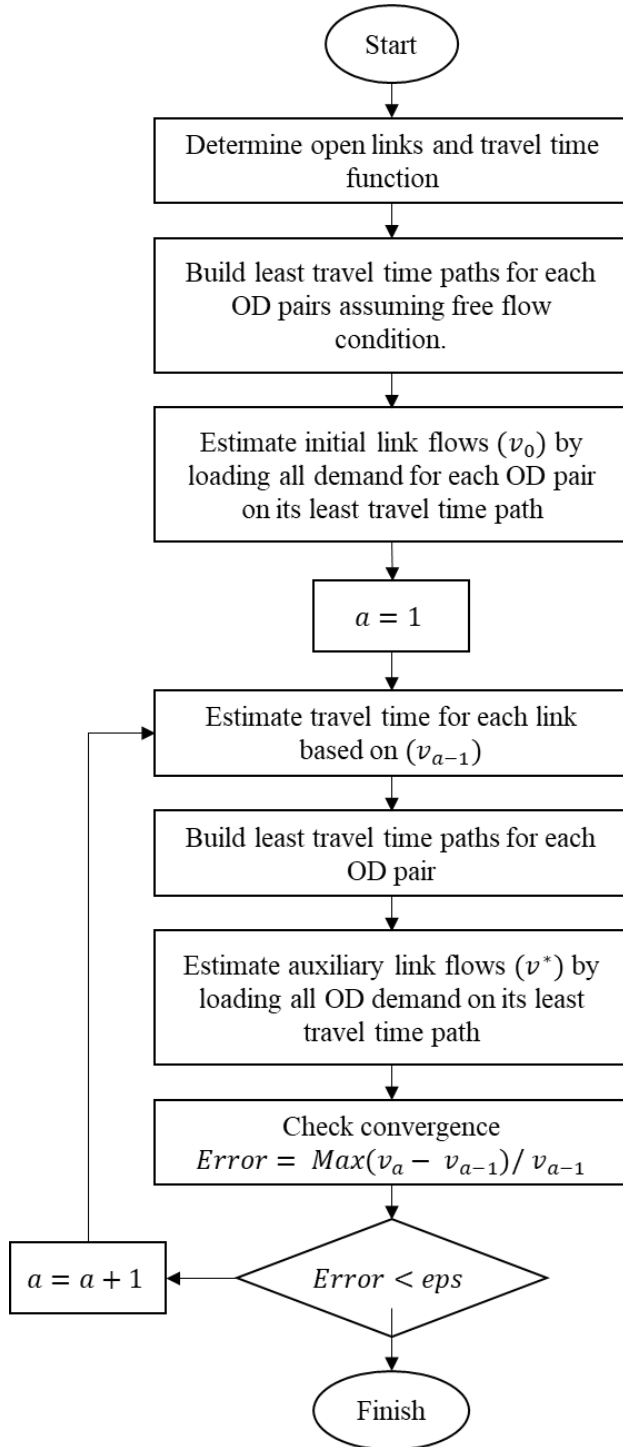 Start
Determine open links and travel time
function
Build least travel time paths for each
OD pairs assuming free flow
condition.
Estimate initial link flows (v₀) by
loading all demand for each OD pair
on its least travel time path
a = 1
Estimate travel time for each link
based on (vₐ₋₁)
Build least travel time paths for each
OD pair
Estimate auxiliary link flows (v*) by
loading all OD demand on its least
travel time path
Check convergence
Error = Max(vₐ − vₐ₋₁)/ vₐ₋₁
a = a + 1
Error < eps
Finish